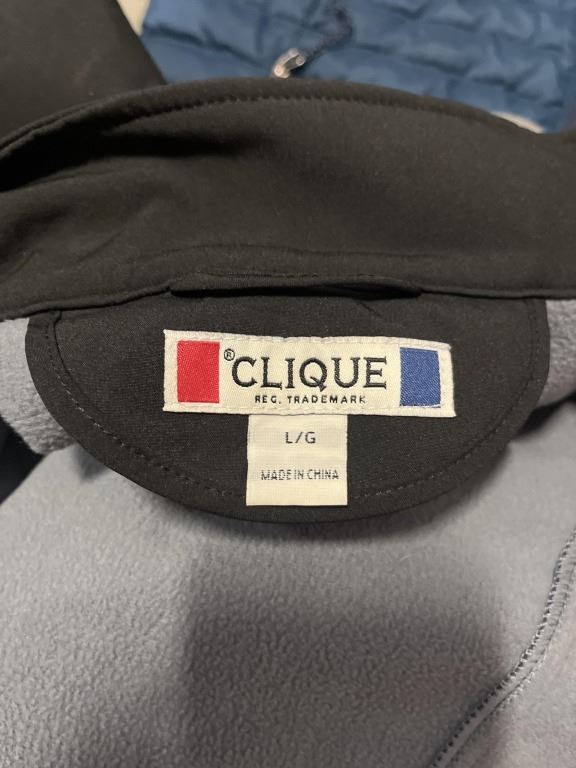 ® CLIQUE
REG. TRADEMARK
L/G
MADE IN CHINA